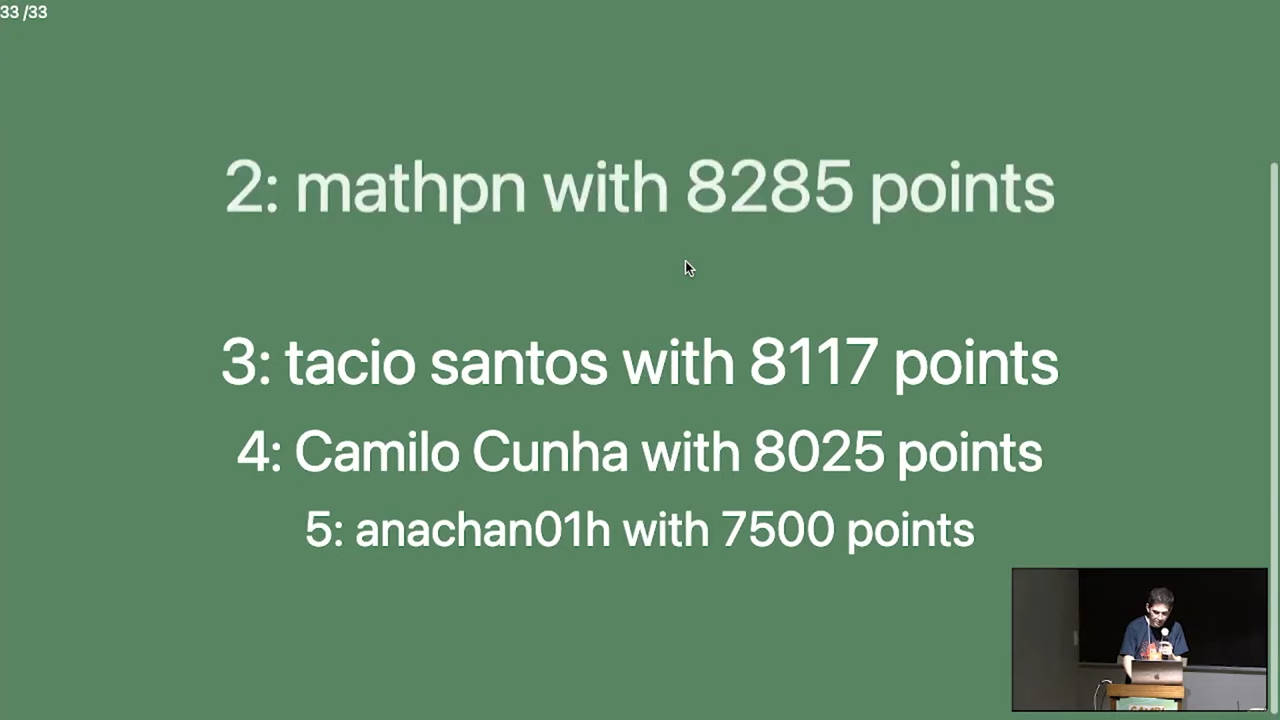 33 /33
2: mathpn with 8285 points
3: tacio santos with 8117 points
4: Camilo Cunha with 8025 points
5: anachan01h with 7500 points